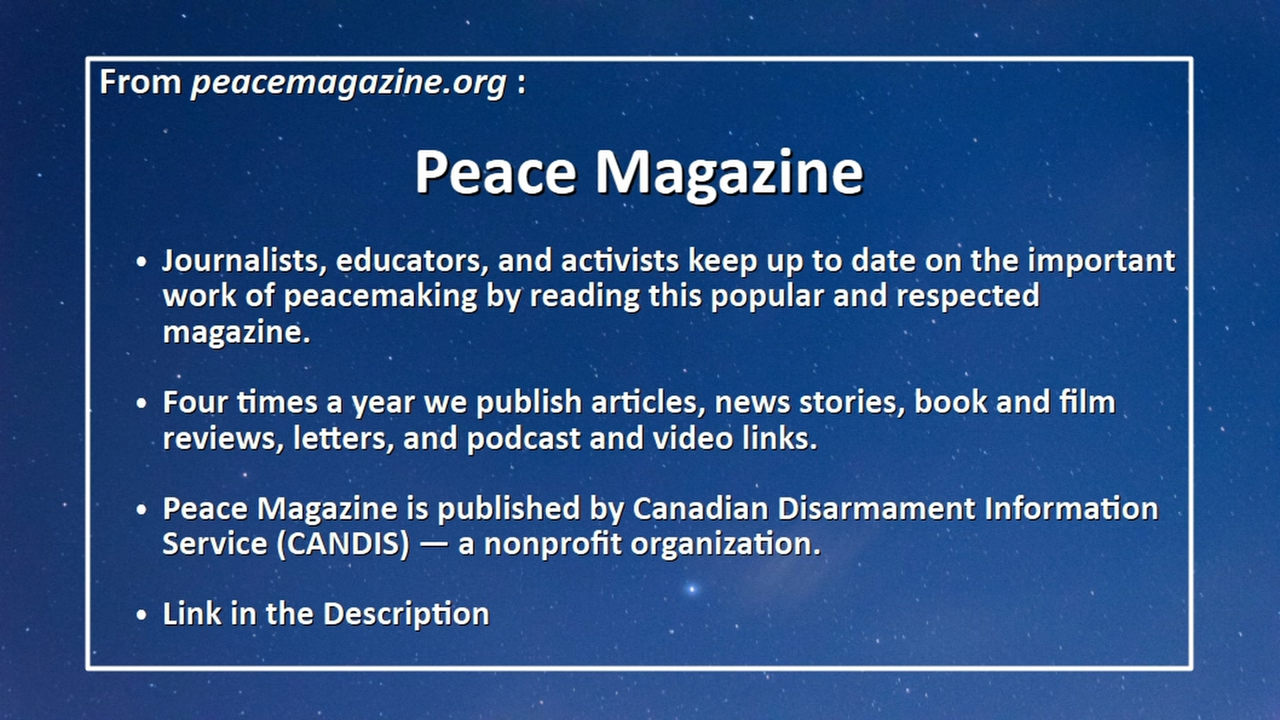 From peacemagazine.org :
Peace Magazine
• Journalists, educators, and activists keep up to date on the important
work of peacemaking by reading this popular and respected
magazine.
• Four times a year we publish articles, news stories, book and film
reviews, letters, and podcast and video links.
• Peace Magazine is published by Canadian Disarmament Information
Service (CANDIS) — a nonprofit organization.
• Link in the Description